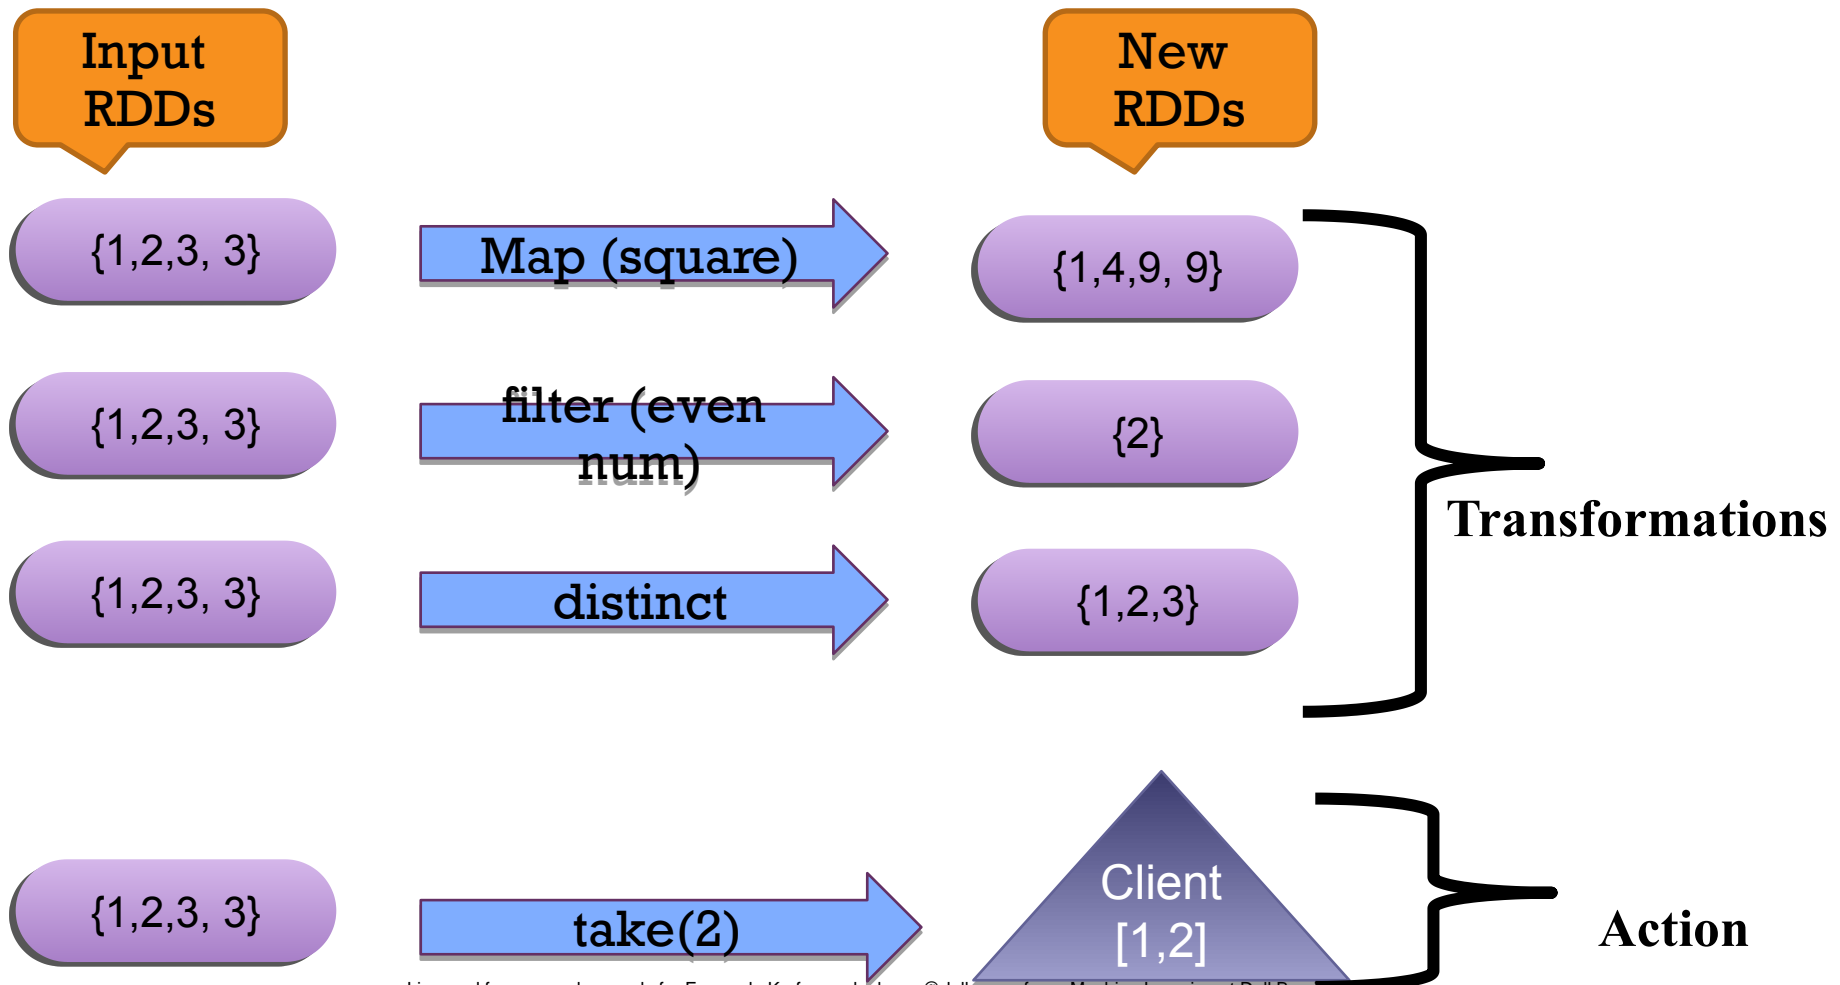 Input
RDDs
New
RDDs
{1,2,3, 3}
Map (square)
{1,4,9, 9}
{1,2,3, 3}
filter (even
num)
{2}
Transformations
{1,2,3, 3}
distinct
{1,2,3}
{1,2,3, 3}
take(2)
Client
[1,2]
Action